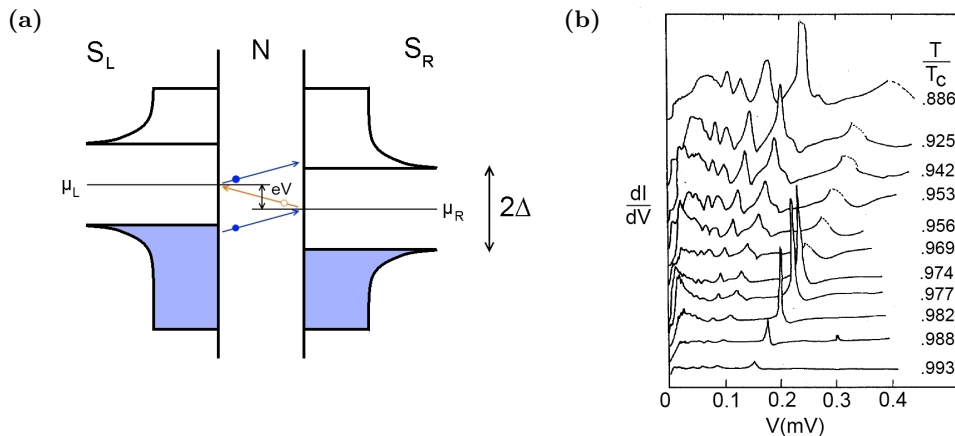 (a)
S_L
N
S_R
μ_L
eV
μ_R
2Δ
(b)
T
T_C
.886
.925
.942
.953
.956
.969
.974
.977
.982
.988
.993
dI
dV
0
0.1
0.2
0.3
0.4
V(mV)